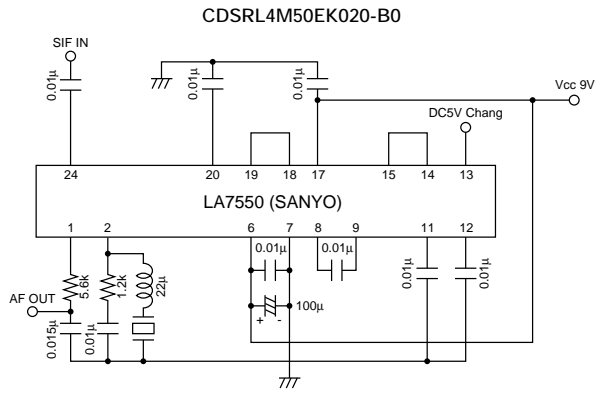 CDSRL4M50EK020-B0
SIF IN
0.01μ
0.01μ
0.01μ
Vcc 9V
DC5V Chang
24
20
19
18
17
15
14
13
LA7550 (SANYO)
1
2
6
7
8
9
11
12
5.6k
1.2k
22μ
0.01μ
0.01μ
0.01μ
0.01μ
AF OUT
0.015μ
0.01μ
100μ
+ -